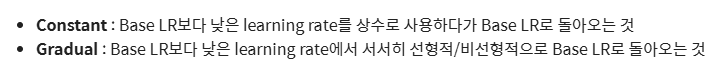 • Constant : Base LR보다 낮은 learning rate를 상수로 사용하다가 Base LR로 돌아오는 것
• Gradual : Base LR보다 낮은 learning rate에서 서서히 선형적/비선형적으로 Base LR로 돌아오는 것